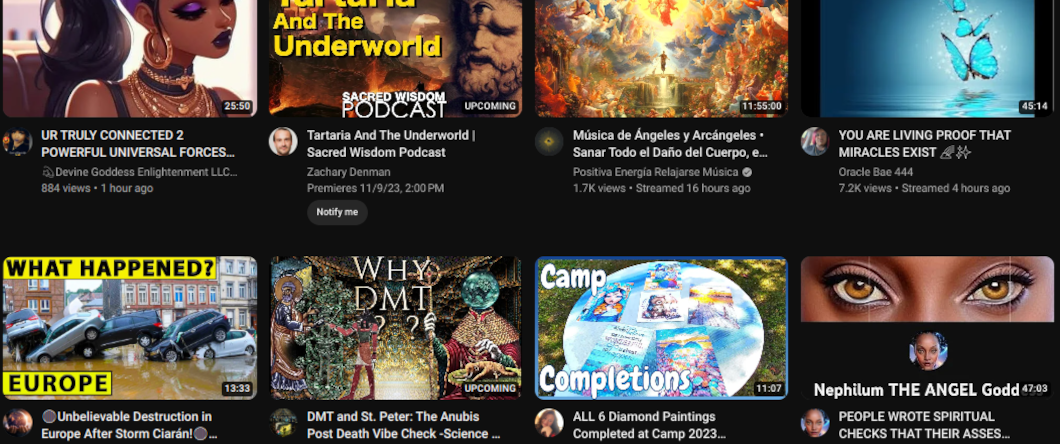 Tartaria
And The
Underworld
SACRED WISDOM
PODCAST
UPCOMING
25:50
11:55:00
45:14
UR TRULY CONNECTED 2
POWERFUL UNIVERSAL FORCES...
Devine Goddess Enlightenment LLC...
884 views • 1 hour ago
Tartaria And The Underworld |
Sacred Wisdom Podcast
Zachary Denman
Premieres 11/9/23, 2:00 PM
Notify me
Música de Ángeles y Arcángeles •
Sanar Todo el Daño del Cuerpo, e...
Positiva Energía Relajarse Música
1.7K views • Streamed 16 hours ago
YOU ARE LIVING PROOF THAT
MIRACLES EXIST
Oracle Bae 444
7.2K views • Streamed 4 hours ago
WHAT HAPPENED?
EUROPE
13:33
WHY
DMT
? ?
UPCOMING
Camp
Completions
11:07
Nephilum THE ANGEL Godd
47:03
Unbelievable Destruction in
Europe After Storm Ciarán!...
DMT and St. Peter: The Anubis
Post Death Vibe Check -Science ...
ALL 6 Diamond Paintings
Completed at Camp 2023...
PEOPLE WROTE SPIRITUAL
CHECKS THAT THEIR ASSES...